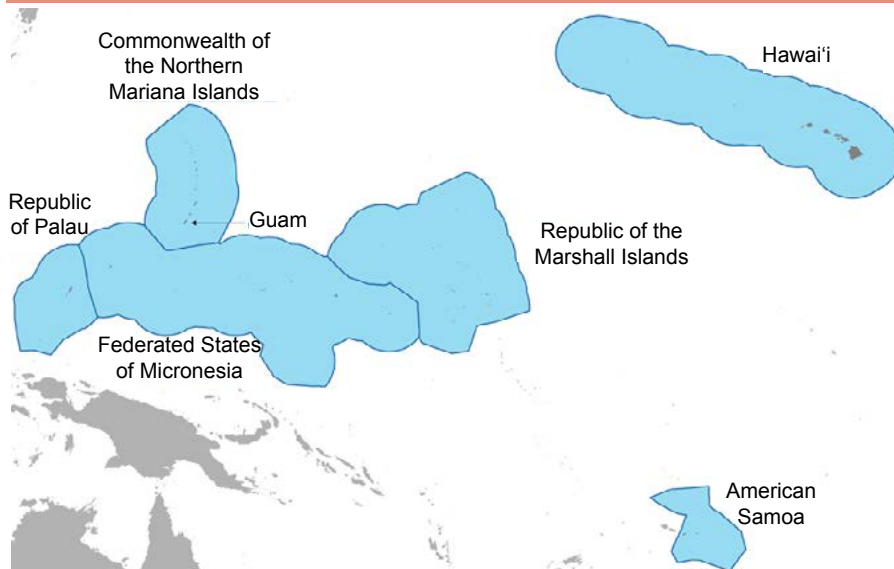 Commonwealth of
the Northern
Mariana Islands
Hawai‘i
Republic
of Palau
Guam
Republic of the
Marshall Islands
Federated States
of Micronesia
American
Samoa